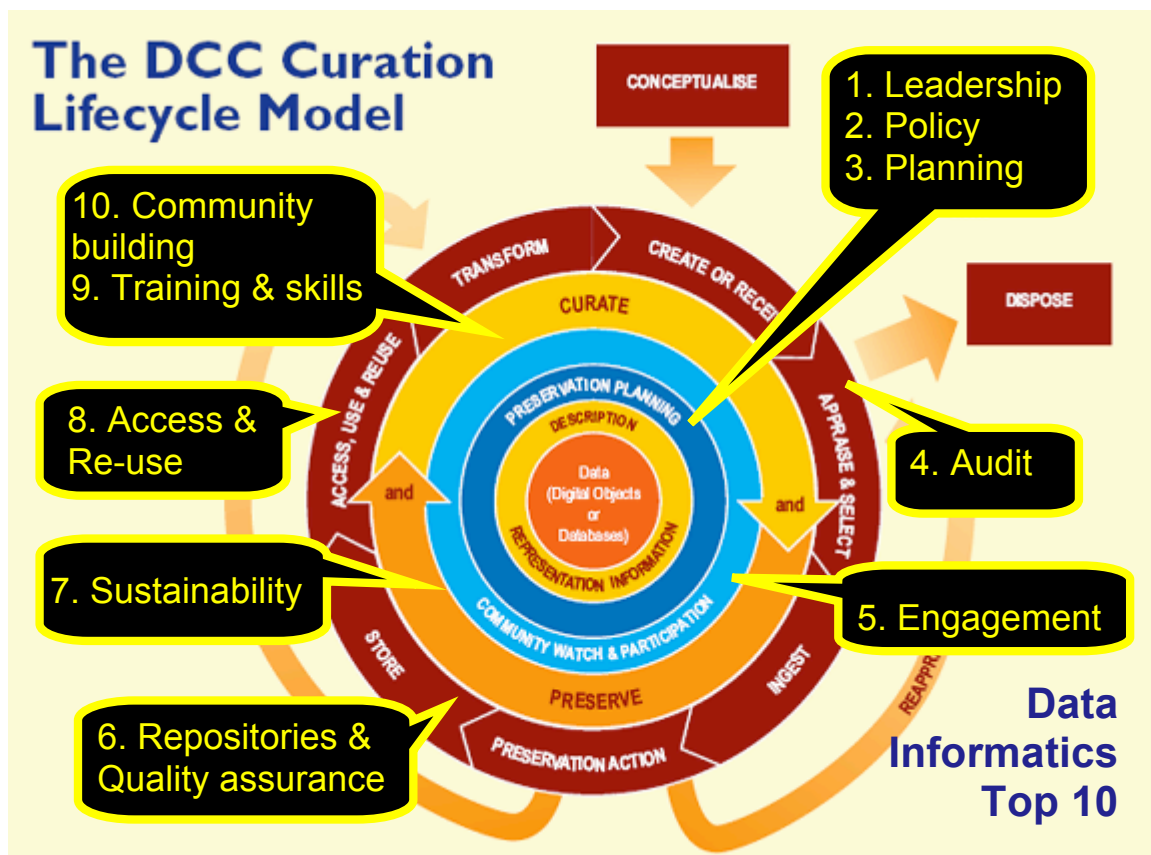 The DCC Curation
Lifecycle Model
CONCEPTUALISE
1. Leadership
2. Policy
3. Planning
10. Community
building
9. Training & skills
TRANSFORM
CREATE OR RECEI
CURATE
DISPOSE
ACCESS, USE & REUSE
PRESERVATION PLANNING
DESCRIPTION
APPRAISE & SELECT
8. Access &
Re-use
4. Audit
and
Data
(Digital Objects
or
Databases)
and
REPRESENTATION INFORMATION
7. Sustainability
5. Engagement
COMMUNITY WATCH & PARTICIPATION
STORE
INGEST
PRESERVE
PRESERVATION ACTION
6. Repositories &
Quality assurance
REAPPR
Data
Informatics
Top 10